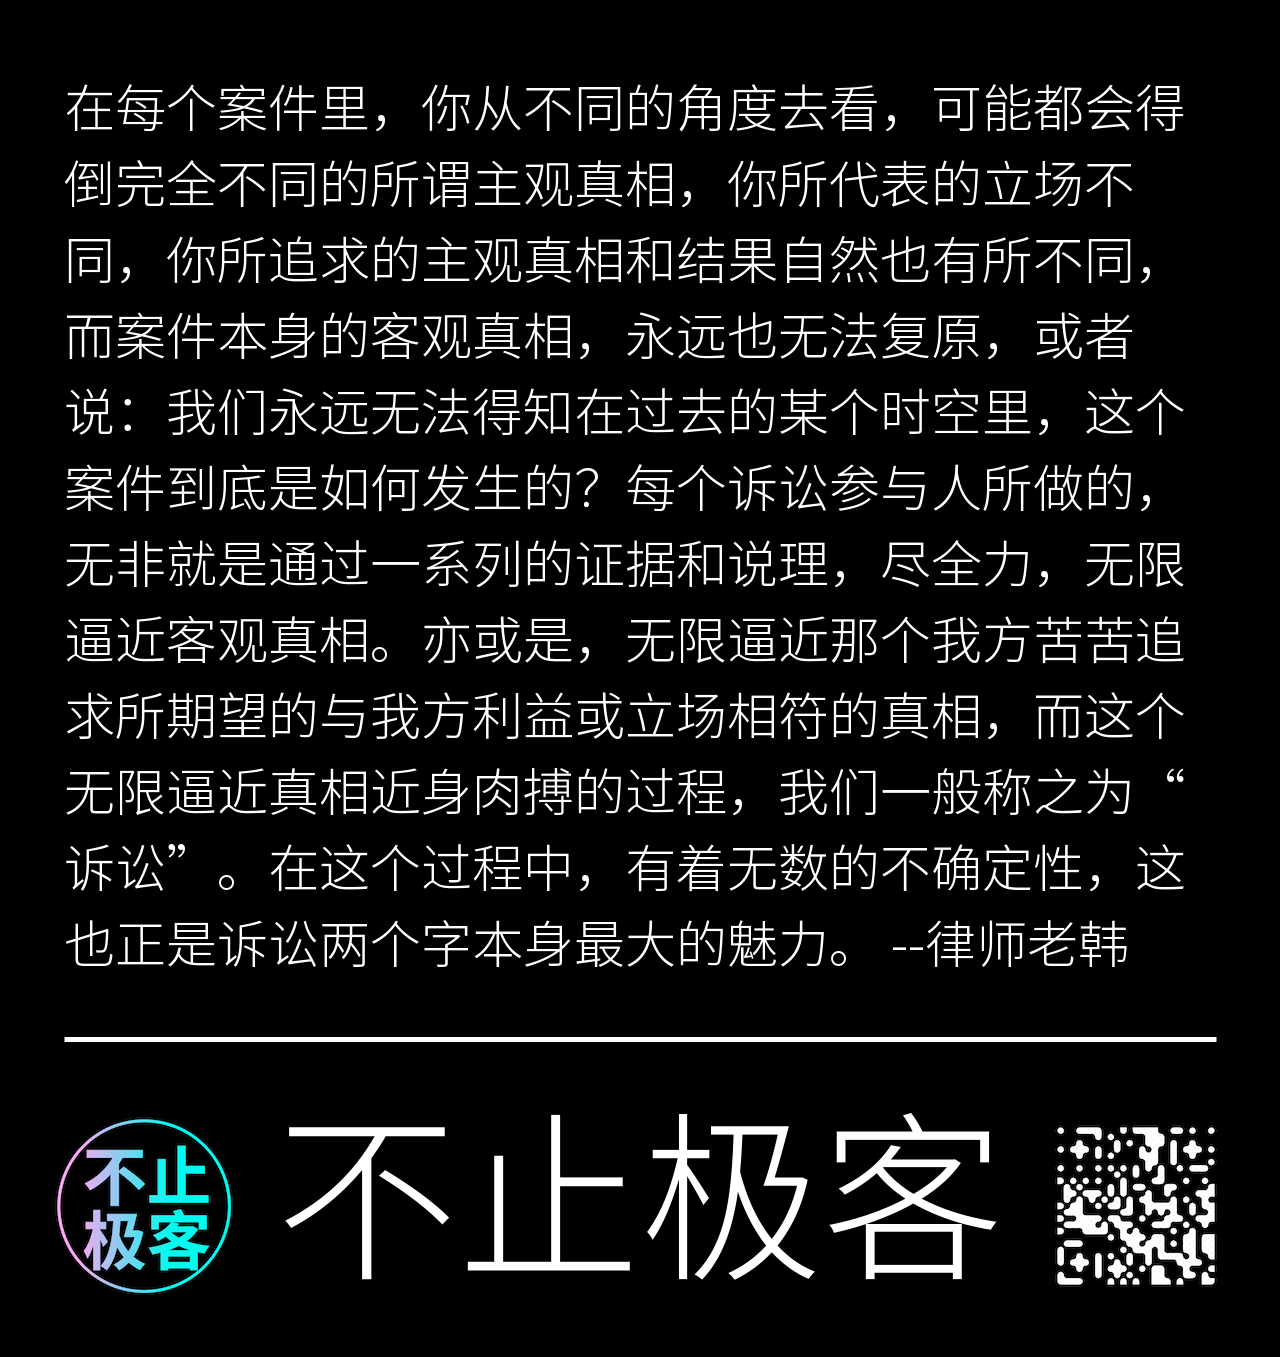 在每个案件里，你从不同的角度去看，可能都会得
倒完全不同的所谓主观真相，你所代表的立场不
同，你所追求的主观真相和结果自然也有所不同，
而案件本身的客观真相，永远也无法复原，或者
说：我们永远无法得知在过去的某个时空里，这个
案件到底是如何发生的？每个诉讼参与人所做的，
无非就是通过一系列的证据和说理，尽全力，无限
逼近客观真相。亦或是，无限逼近那个我方苦苦追
求所期望的与我方利益或立场相符的真相，而这个
无限逼近真相近身肉搏的过程，我们一般称之为“
诉讼”。在这个过程中，有着无数的不确定性，这
也正是诉讼两个字本身最大的魅力。 --律师老韩
不止
极客
不止极客